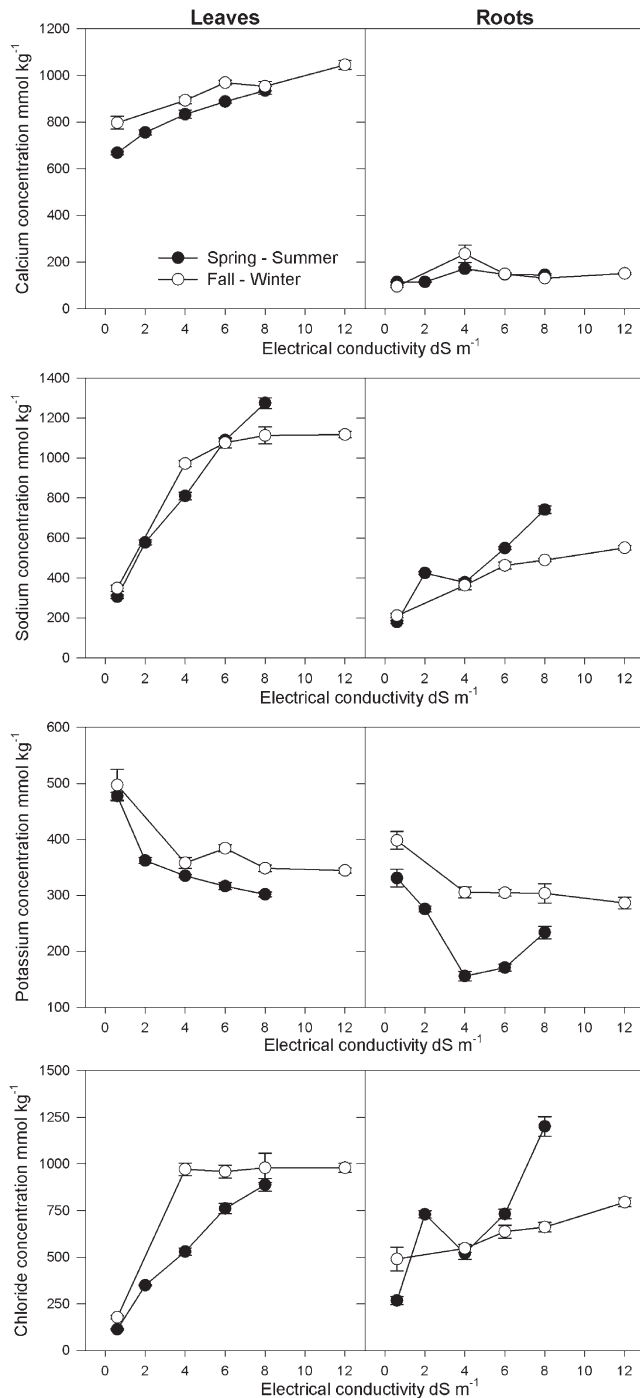 Leaves Roots
Calcium concentration mmol kg⁻¹
1200
1000
800
600
400
200
0
Spring - Summer
Fall - Winter
0 2 4 6 8 10 12 0 2 4 6 8 10 12
Electrical conductivity dS m⁻¹
Sodium concentration mmol kg⁻¹
1400
1200
1000
800
600
400
200
0
0 2 4 6 8 10 12 0 2 4 6 8 10 12
Electrical conductivity dS m⁻¹
Potassium concentration mmol kg⁻¹
600
500
400
300
200
100
0 2 4 6 8 10 12 0 2 4 6 8 10 12
Electrical conductivity dS m⁻¹
Chloride concentration mmol kg⁻¹
1500
1250
1000
750
500
250
0
0 2 4 6 8 10 12 0 2 4 6 8 10 12
Electrical conductivity dS m⁻¹